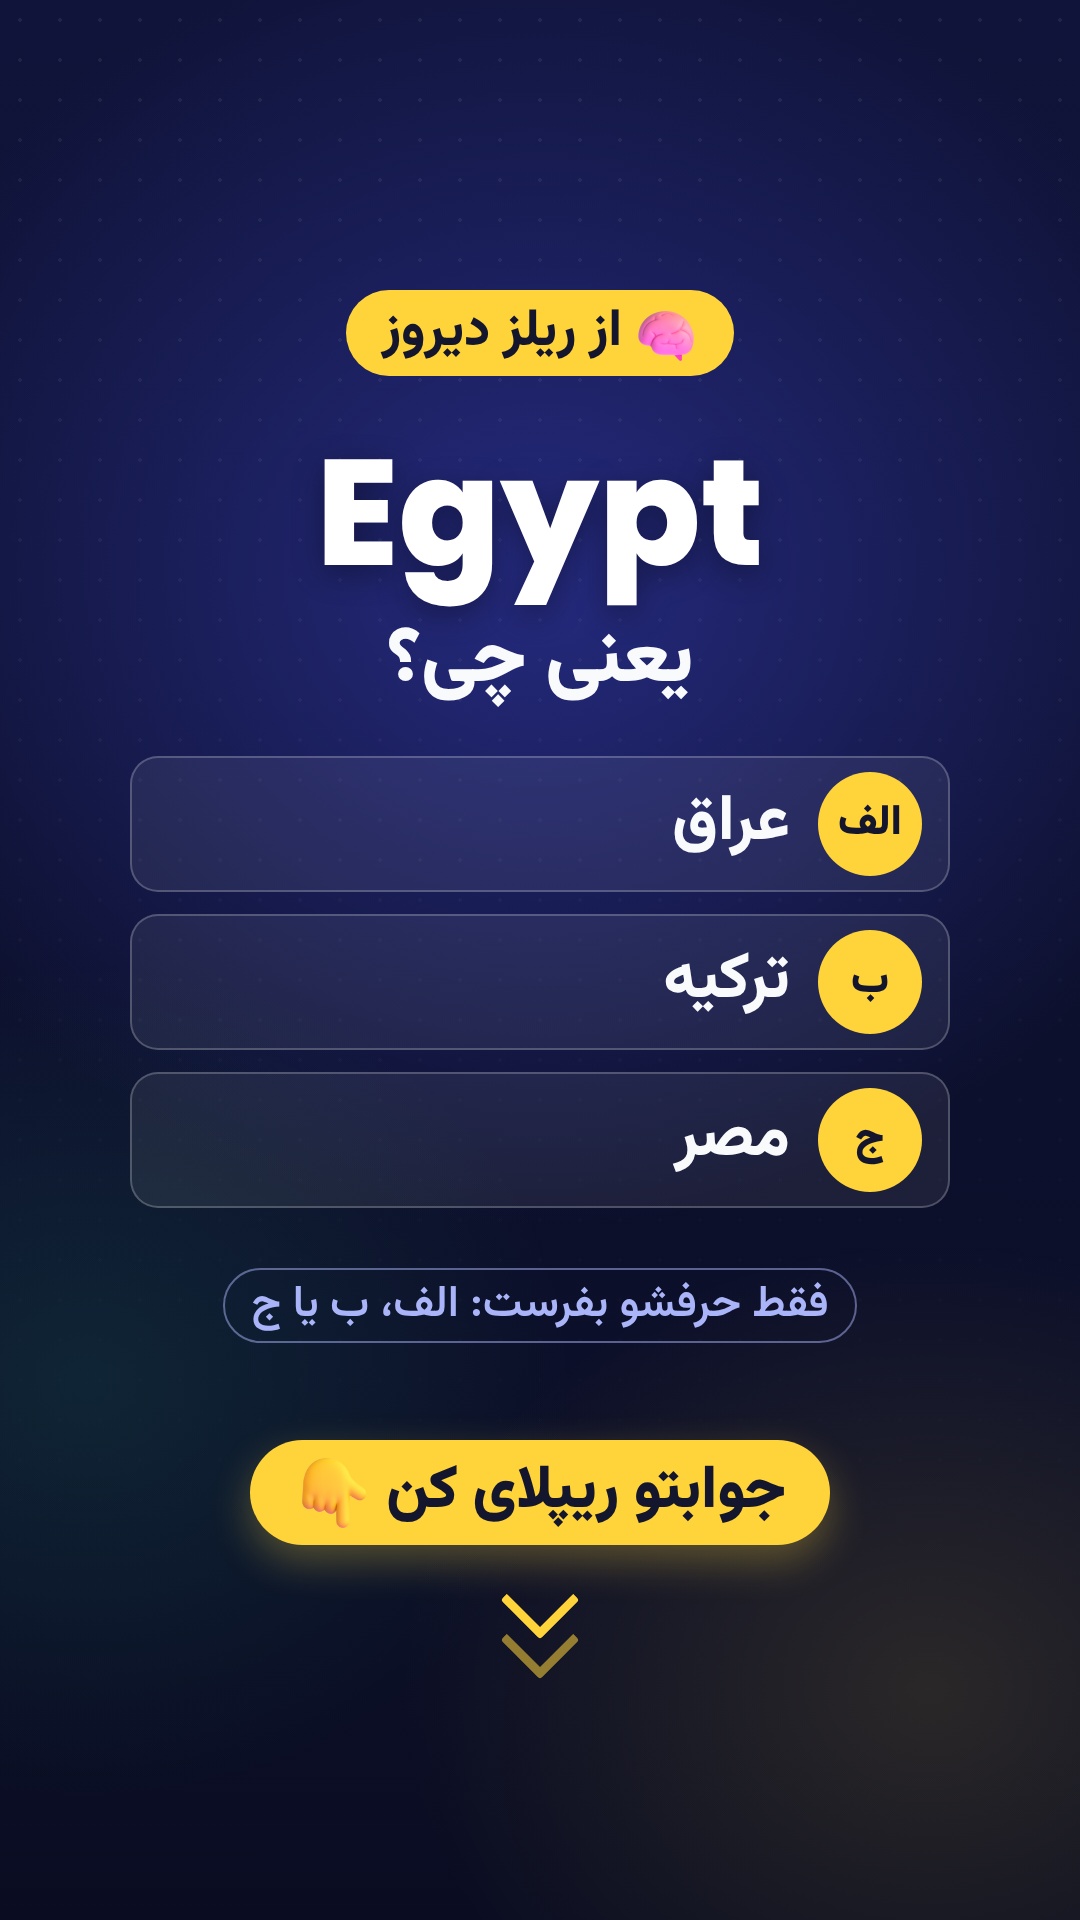 🧠 از ریلز دیروز
Egypt
یعنی چی؟
الف عراق
ب ترکیه
ج مصر
فقط حرفشو بفرست: الف، ب یا ج
جوابتو ریپلای کن 👇